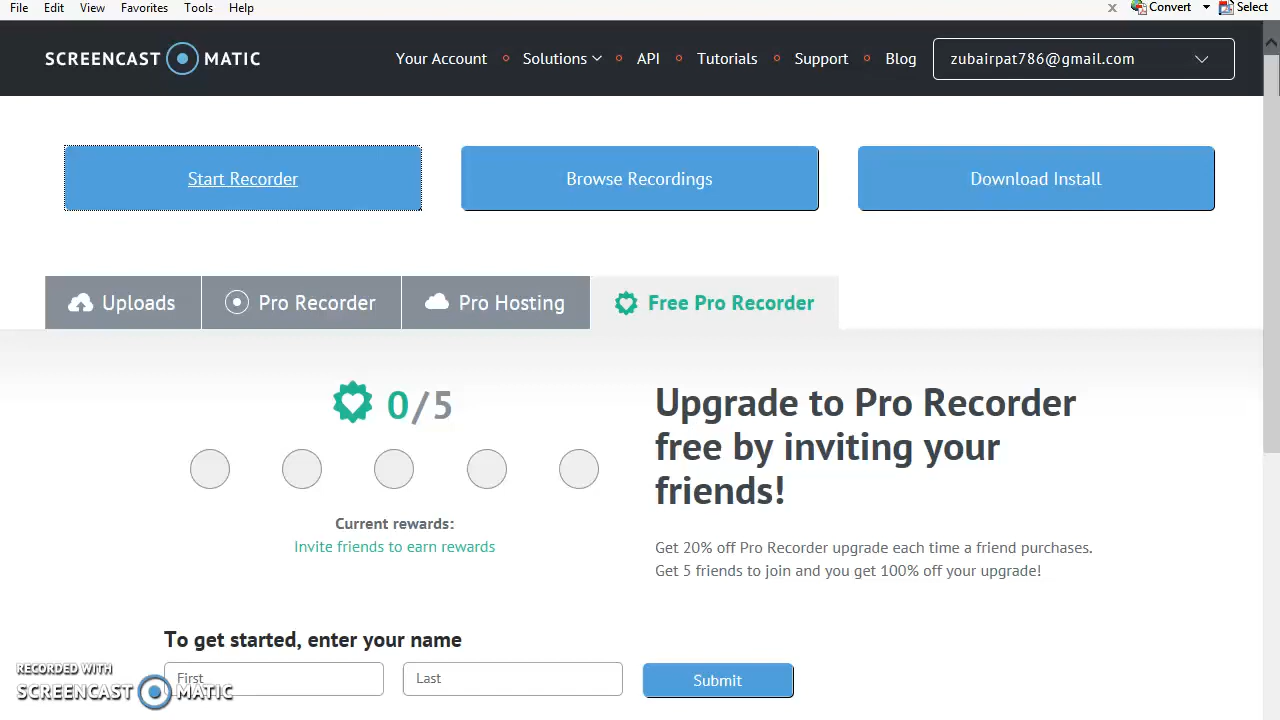 File Edit View Favorites Tools Help
x Convert Select
SCREENCAST MATIC
Your Account Solutions API Tutorials Support Blog zubairpat786@gmail.com
Start Recorder Browse Recordings Download Install
Uploads Pro Recorder Pro Hosting Free Pro Recorder
0/5
Current rewards:
Invite friends to earn rewards
Upgrade to Pro Recorder
free by inviting your
friends!
Get 20% off Pro Recorder upgrade each time a friend purchases.
Get 5 friends to join and you get 100% off your upgrade!
To get started, enter your name
First Last Submit
RECORDED WITH
SCREENCAST MATIC